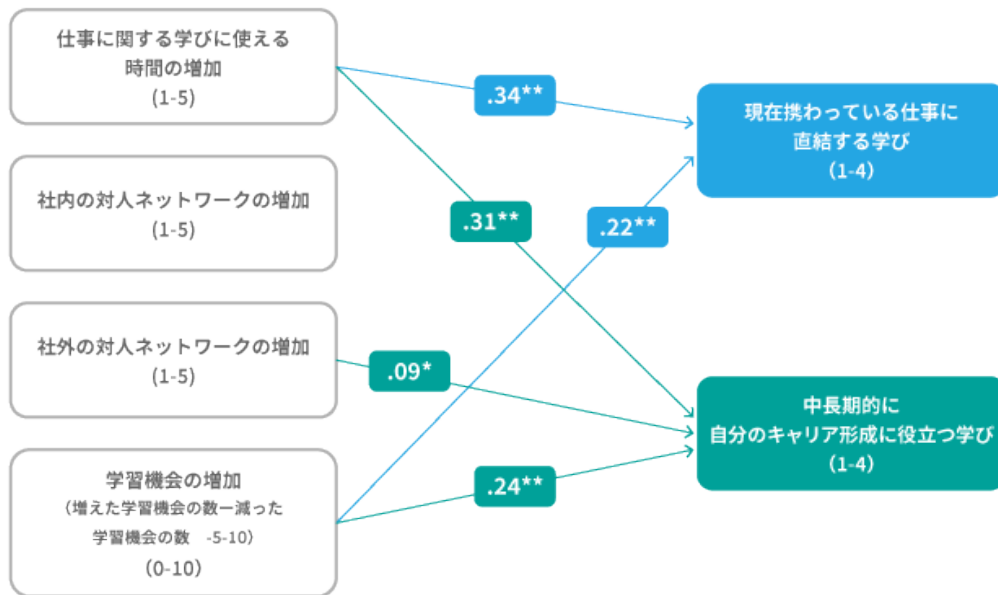 仕事に関する学びに使える
時間の増加
(1-5)
社内の対人ネットワークの増加
(1-5)
社外の対人ネットワークの増加
(1-5)
学習機会の増加
（増えた学習機会の数ー減った
学習機会の数　-5-10）
（0-10）
.34**
.31**
.22**
.09*
.24**
現在携わっている仕事に
直結する学び
（1-4）
中長期的に
自分のキャリア形成に役立つ学び
（1-4）